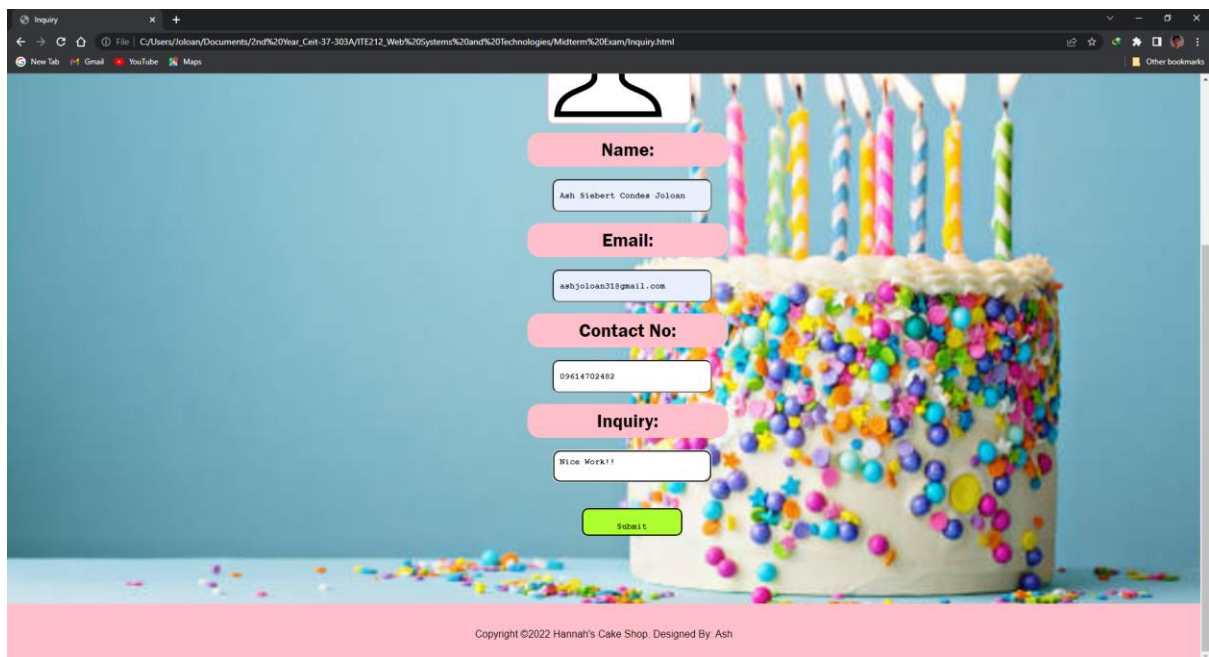 Inquiry
File C:/Users/Joloan/Documents/2nd%20Year_Ceit-37-303A/ITE212_Web%20Systems%20and%20Technologies/Midterm%20Exam/Inquiry.html
New Tab Gmail YouTube Maps Other bookmarks
Name:
Ash Siebert Condes Joloan
Email:
ashjoloan31@gmail.com
Contact No:
09614702482
Inquiry:
Nice Work!!
Submit
Copyright ©2022 Hannah's Cake Shop. Designed By: Ash